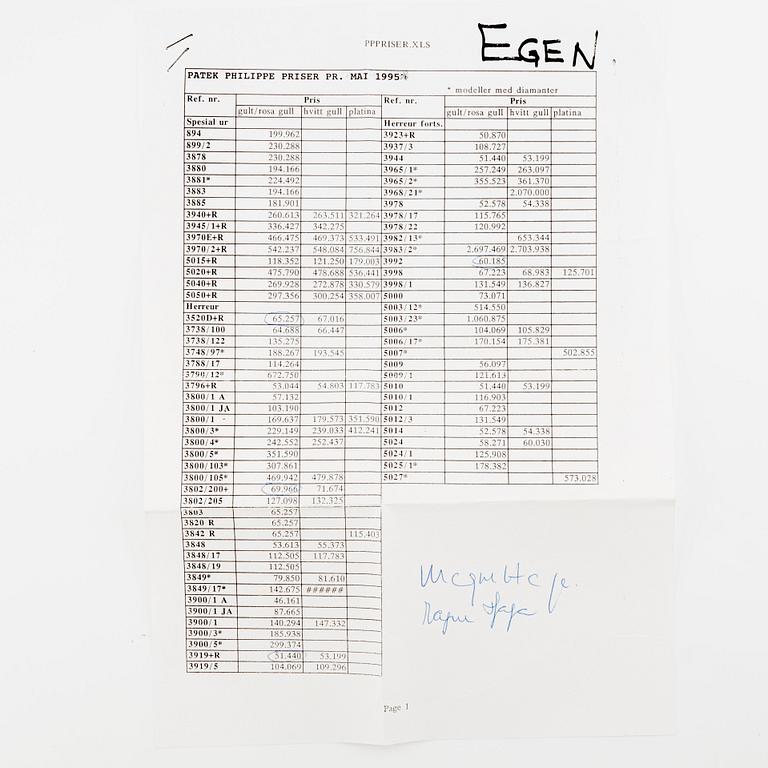 PPPRISER.XLS
EGEN
PATEK PHILIPPE PRISER PR. MAI 1995
* modeller med diamanter
Ref. nr. Pris
gult/rosa gull hvitt gull platina
Spesial ur
894 199.962
899/2 230.288
3878 230.288
3880 194.166
3881* 224.492
3883 194.166
3885 181.901
3940+R 260.613 263.511 321.264
3945/1+R 336.427 342.275
3970E+R 466.475 469.373 533.491
3970/2+R 542.237 548.084 756.844
5015+R 118.352 121.250 179.003
5020+R 475.790 478.688 536.441
5040+R 269.928 272.878 330.579
5050+R 297.356 300.254 358.007
Herreur
3520D+R 65.257 67.016
3738/100 64.688 66.447
3738/122 135.275
3748/97* 188.267 193.545
3788/17 114.264
3790/12* 672.750
3796+R 53.044 54.803 117.783
3800/1 A 57.132
3800/1 JA 103.190
3800/1 169.637 179.573 351.590
3800/3* 229.149 239.033 412.241
3800/4* 242.552 252.437
3800/5* 351.590
3800/103* 307.861
3800/105* 469.942 479.878
3802/200+ 69.966 71.674
3802/205 127.098 132.325
3803 65.257
3820 R 65.257
3842 R 65.257 115.403
3848 53.613 55.373
3848/17 112.505 117.783
3848/19 112.505
3849* 79.850 81.610
3849/17* 142.675 ######
3900/1 A 46.161
3900/1 JA 87.665
3900/1 140.294 147.332
3900/3* 185.938
3900/5* 299.374
3919+R 51.440 53.199
3919/5 104.069 109.296
Ref. nr. Pris
gult/rosa gull hvitt gull platina
Herreur forts.
3923+R 50.870
3937/3 108.727
3944 51.440 53.199
3965/1* 257.249 263.097
3965/2* 355.523 361.370
3968/21* 2.070.000
3978 52.578 54.338
3978/17 115.765
3978/22 120.992
3982/13* 653.344
3983/2* 2.697.469 2.703.938
3992 60.185
3998 67.223 68.983 125.701
3998/1 131.549 136.827
5000 73.071
5003/12* 514.550
5003/23* 1.060.875
5006* 104.069 105.829
5006/17* 170.154 175.381
5007* 502.855
5009 56.097
5009/1 121.613
5010 51.440 53.199
5010/1 116.903
5012 67.223
5012/3 131.549
5014 52.578 54.338
5024 58.271 60.030
5024/1 125.908
5025/1* 178.382
5027* 573.028
Page 1